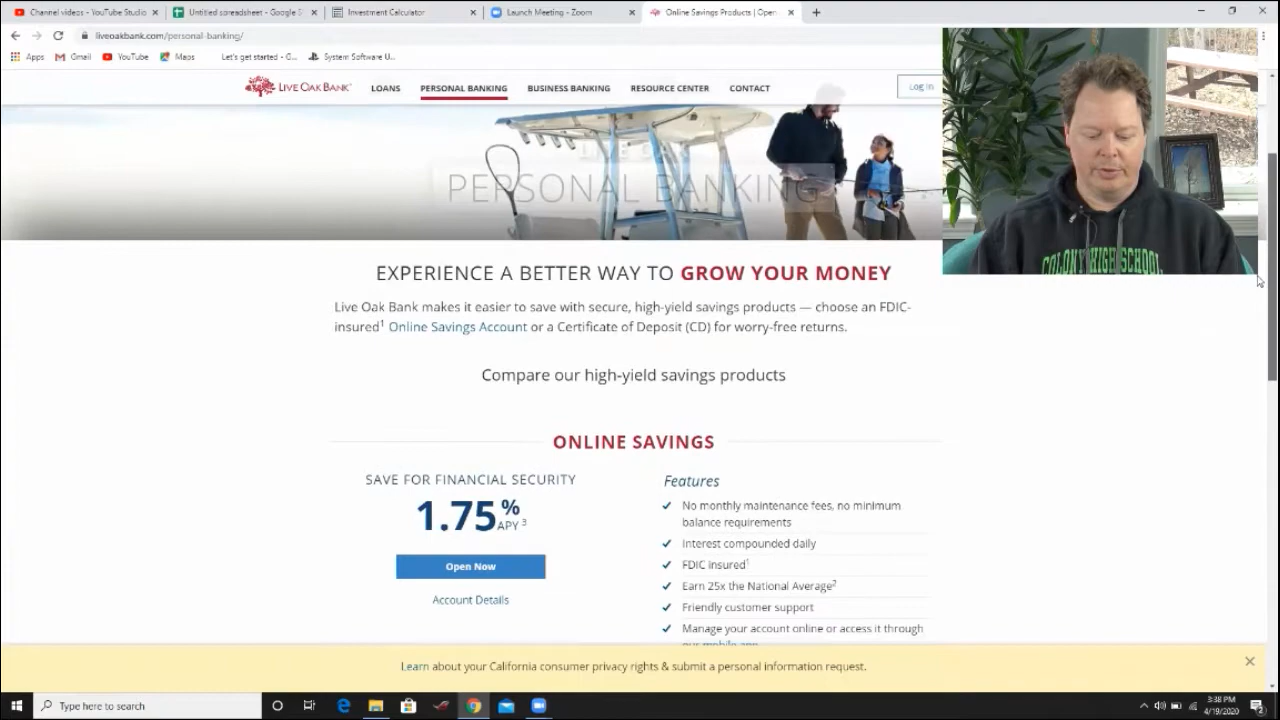 Channel videos - YouTube Studio
Untitled spreadsheet - Google S
Investment Calculator
Launch Meeting - Zoom
Online Savings Products | Open
liveoakbank.com/personal-banking/
Apps
Gmail
YouTube
Maps
Let's get started - G...
System Software U...
LIVE OAK BANK
LOANS
PERSONAL BANKING
BUSINESS BANKING
RESOURCE CENTER
CONTACT
Log In
LIVE OAK
PERSONAL BANKING
COLONY HIGH SCHOOL
EXPERIENCE A BETTER WAY TO GROW YOUR MONEY
Live Oak Bank makes it easier to save with secure, high-yield savings products — choose an FDIC-
insured1 Online Savings Account or a Certificate of Deposit (CD) for worry-free returns.
Compare our high-yield savings products
ONLINE SAVINGS
SAVE FOR FINANCIAL SECURITY
1.75% APY 3
Open Now
Account Details
Features
No monthly maintenance fees, no minimum
balance requirements
Interest compounded daily
FDIC insured1
Earn 25x the National Average2
Friendly customer support
Manage your account online or access it through
our mobile app
Learn about your California consumer privacy rights & submit a personal information request.
Type here to search
3:38 PM
4/19/2020
2